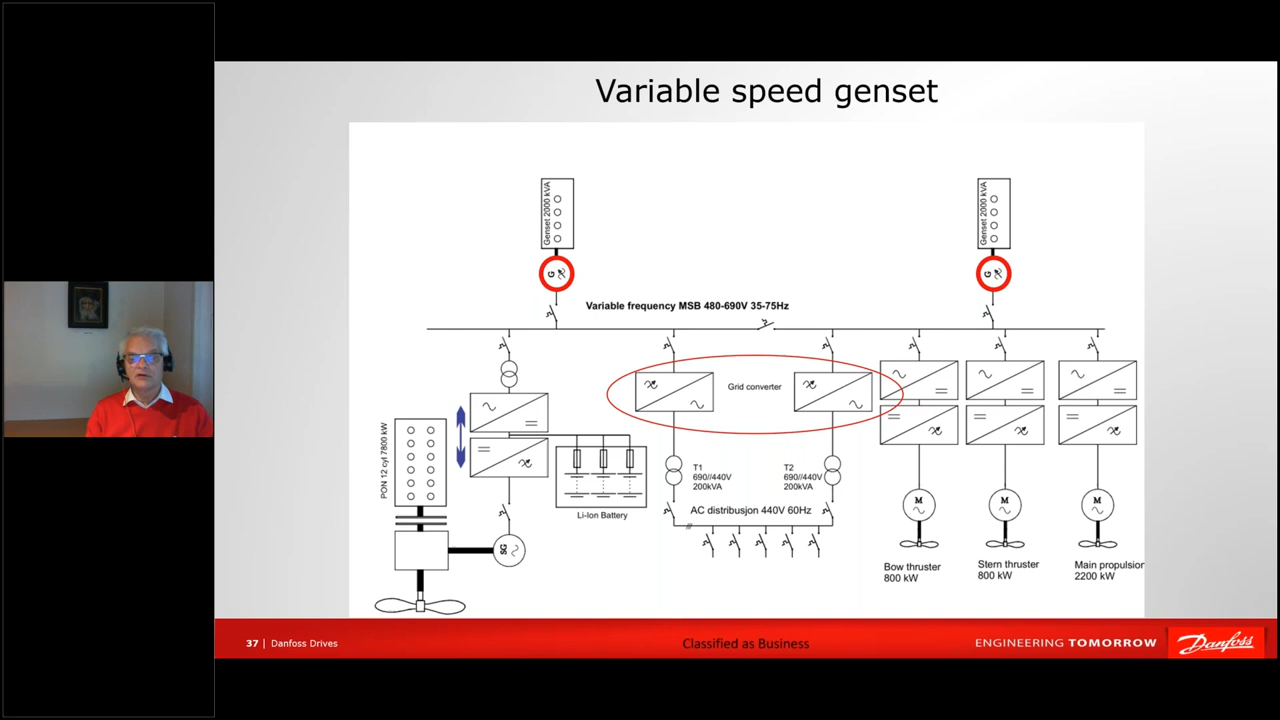 Variable speed genset
Genset 2000 kVA
Genset 2000 kVA
G
G
Variable frequency MSB 480-690V 35-75Hz
Grid converter
PON 12 cyl 7800 kW
T1
690//440V
200kVA
T2
690//440V
200kVA
AC distribusjon 440V 60Hz
Li-Ion Battery
SG
M
M
M
Bow thruster
800 kW
Stern thruster
800 kW
Main propulsion
2200 kW
37 | Danfoss Drives
Classified as Business
ENGINEERING TOMORROW
Danfoss